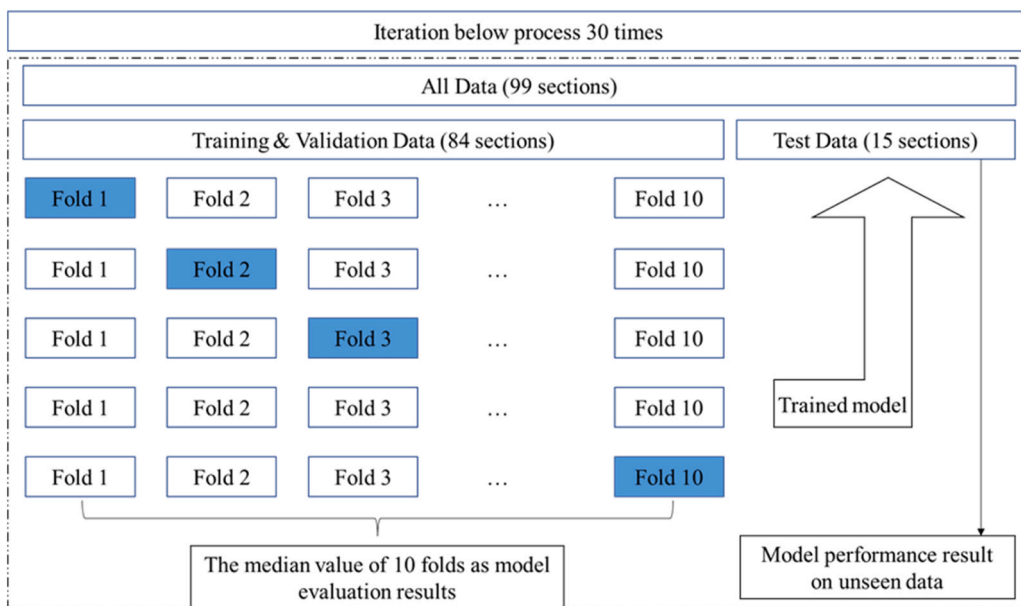 Iteration below process 30 times
All Data (99 sections)
Training & Validation Data (84 sections) Test Data (15 sections)
Fold 1 Fold 2 Fold 3 … Fold 10
Fold 1 Fold 2 Fold 3 … Fold 10
Fold 1 Fold 2 Fold 3 … Fold 10
Fold 1 Fold 2 Fold 3 … Fold 10
Trained model
Fold 1 Fold 2 Fold 3 … Fold 10
The median value of 10 folds as model
evaluation results
Model performance result
on unseen data